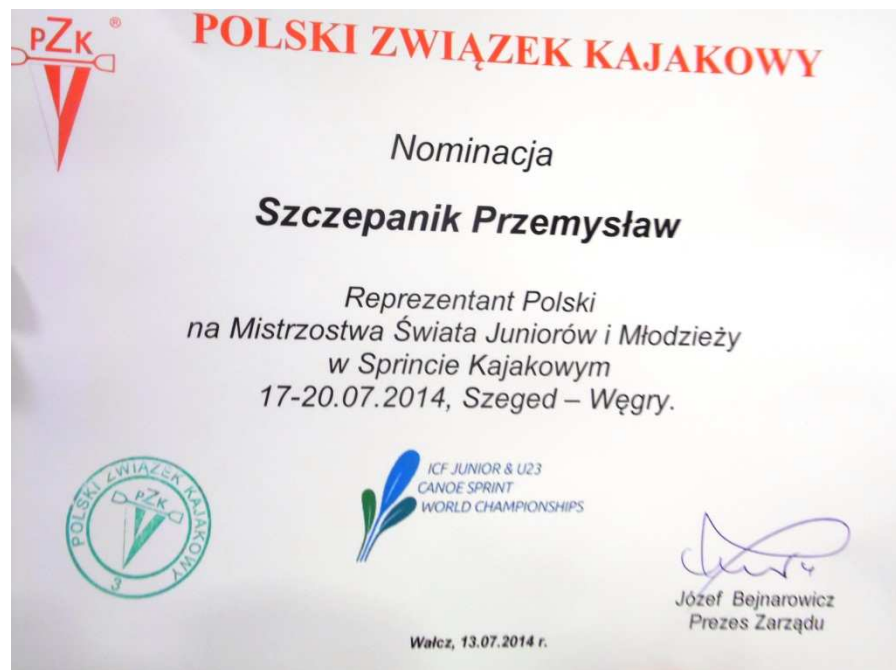 PZK ®
POLSKI ZWIĄZEK KAJAKOWY
Nominacja
Szczepanik Przemysław
Reprezentant Polski
na Mistrzostwa Świata Juniorów i Młodzieży
w Sprincie Kajakowym
17-20.07.2014, Szeged – Węgry.
POLSKI ZWIĄZEK KAJAKOWY
PZK
3
ICF JUNIOR & U23
CANOE SPRINT
WORLD CHAMPIONSHIPS
Józef Bejnarowicz
Prezes Zarządu
Wałcz, 13.07.2014 r.